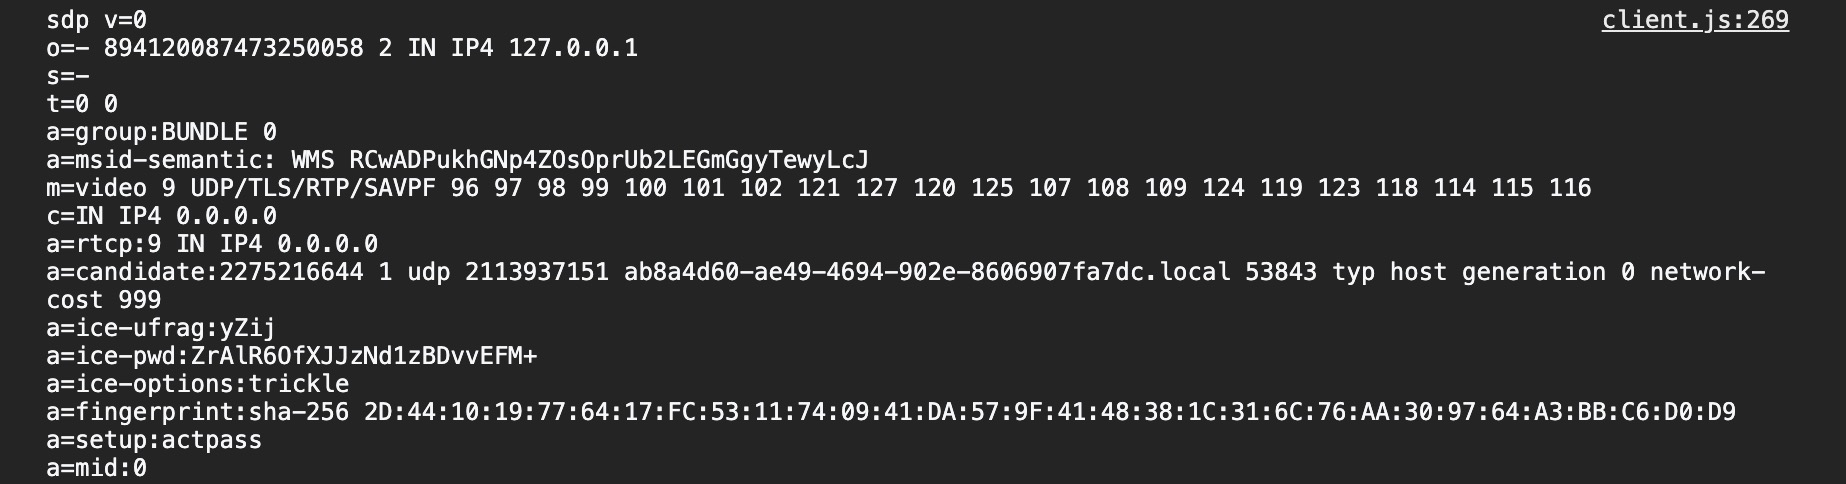 sdp v=0 client.js:269
o=- 894120087473250058 2 IN IP4 127.0.0.1
s=-
t=0 0
a=group:BUNDLE 0
a=msid-semantic: WMS RCwADPukhGNp4ZOsOprUb2LEGmGgyTewyLcJ
m=video 9 UDP/TLS/RTP/SAVPF 96 97 98 99 100 101 102 121 127 120 125 107 108 109 124 119 123 118 114 115 116
c=IN IP4 0.0.0.0
a=rtcp:9 IN IP4 0.0.0.0
a=candidate:2275216644 1 udp 2113937151 ab8a4d60-ae49-4694-902e-8606907fa7dc.local 53843 typ host generation 0 network-
cost 999
a=ice-ufrag:yZij
a=ice-pwd:ZrAlR6OfXJJzNd1zBDvvEFM+
a=ice-options:trickle
a=fingerprint:sha-256 2D:44:10:19:77:64:17:FC:53:11:74:09:41:DA:57:9F:41:48:38:1C:31:6C:76:AA:30:97:64:A3:BB:C6:D0:D9
a=setup:actpass
a=mid:0